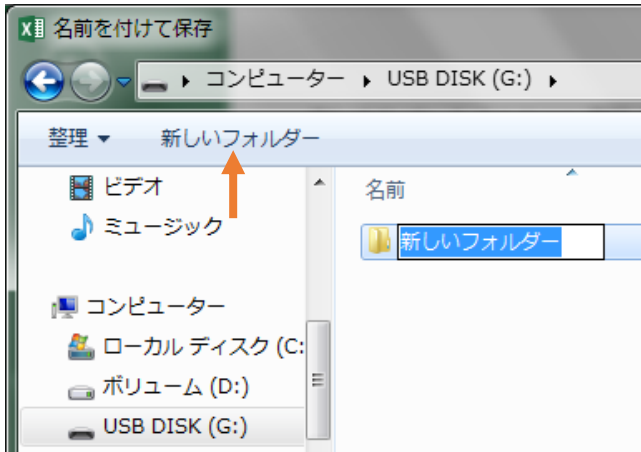 名前を付けて保存
コンピューター ▸ USB DISK (G:) ▸
整理 ▼ 新しいフォルダー
ビデオ
ミュージック
コンピューター
ローカル ディスク (C:
ボリューム (D:)
USB DISK (G:)
名前
新しいフォルダー